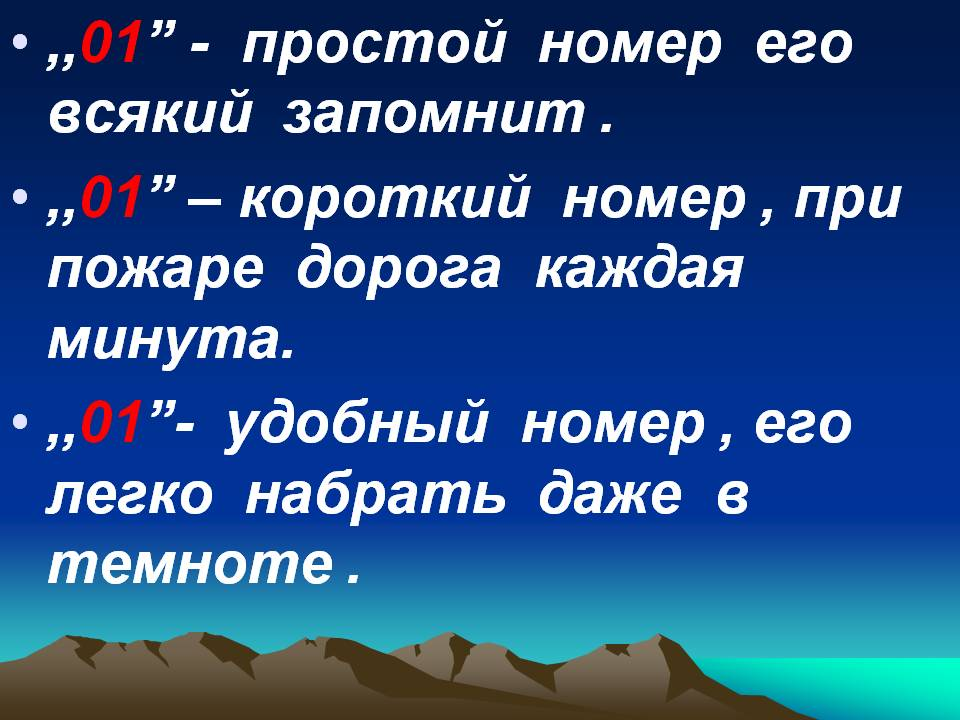 • ,,01” - простой номер его
всякий запомнит .
• ,,01” – короткий номер , при
пожаре дорога каждая
минута.
• ,,01”- удобный номер , его
легко набрать даже в
темноте .